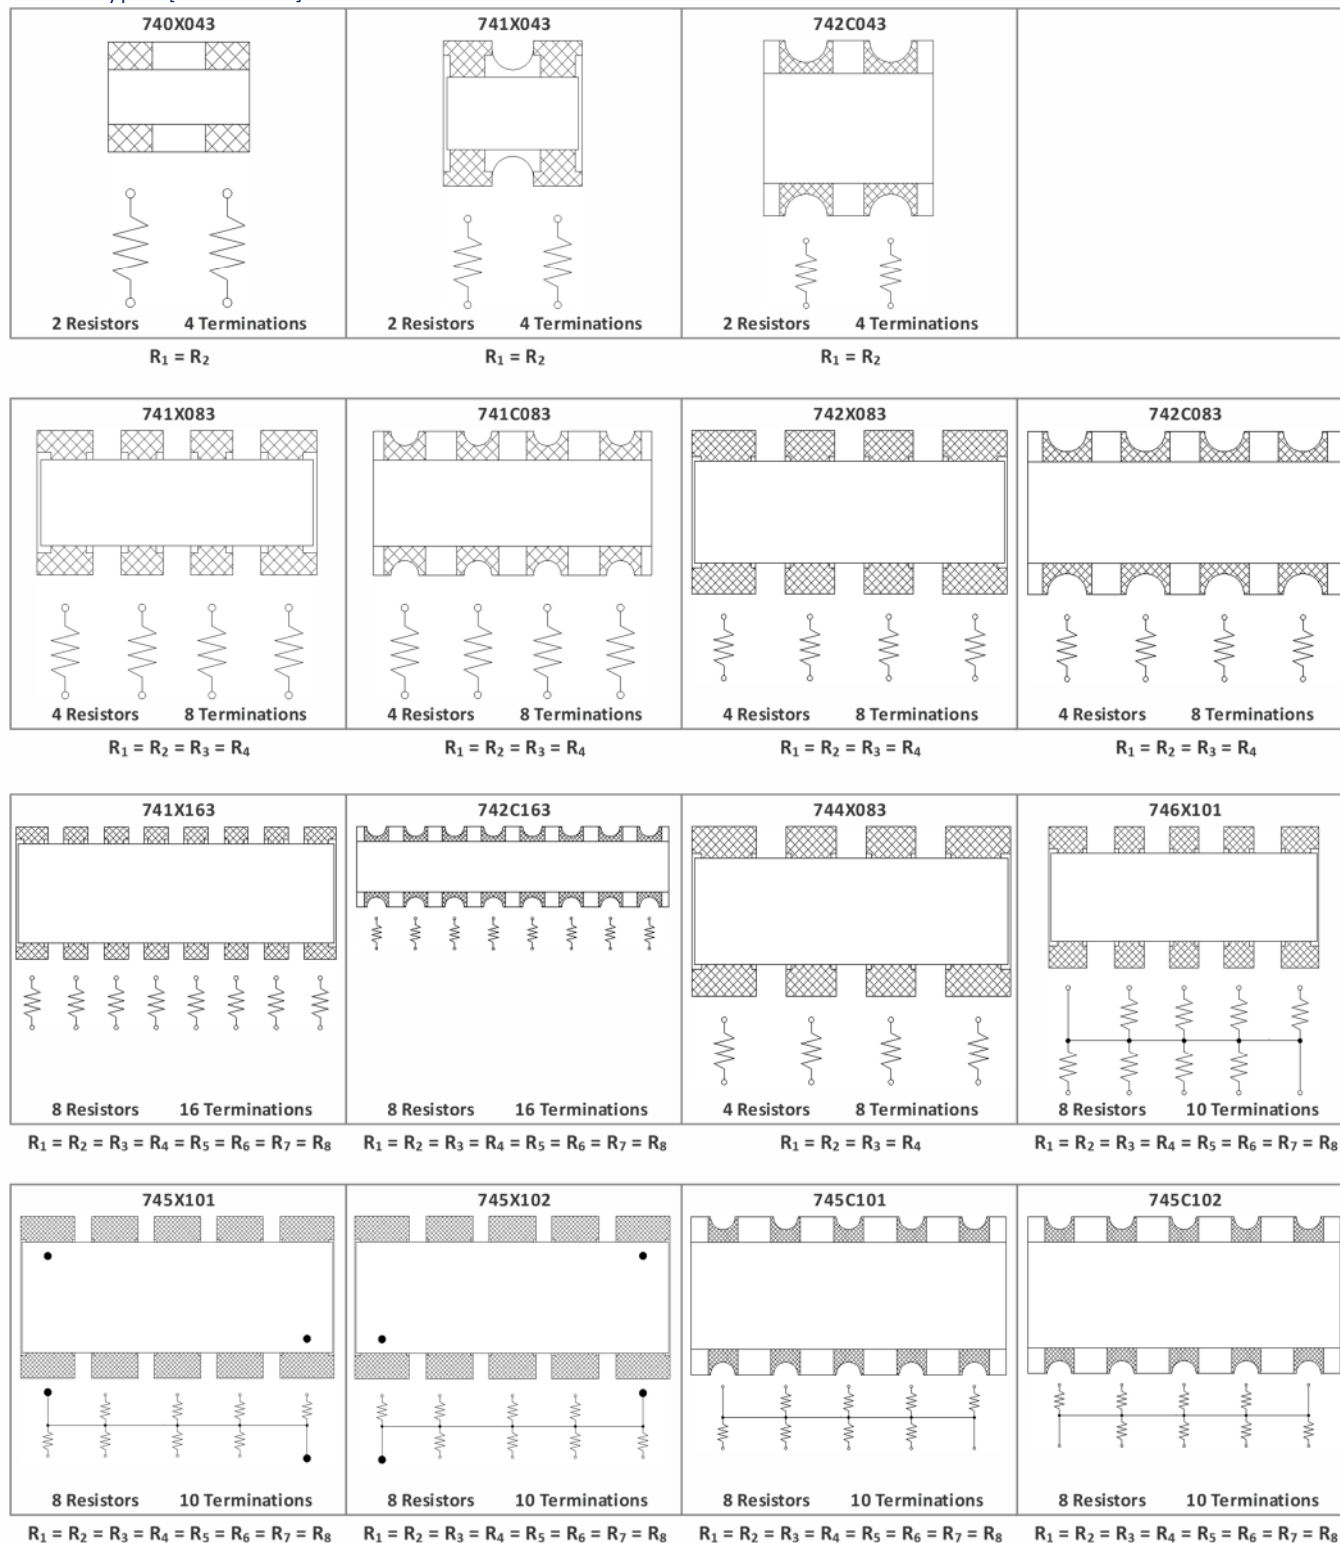 740X043 741X043 742C043
2 Resistors 4 Terminations 2 Resistors 4 Terminations 2 Resistors 4 Terminations
R₁ = R₂ R₁ = R₂ R₁ = R₂
741X083 741C083 742X083 742C083
4 Resistors 8 Terminations 4 Resistors 8 Terminations 4 Resistors 8 Terminations 4 Resistors 8 Terminations
R₁ = R₂ = R₃ = R₄ R₁ = R₂ = R₃ = R₄ R₁ = R₂ = R₃ = R₄ R₁ = R₂ = R₃ = R₄
741X163 742C163 744X083 746X101
8 Resistors 16 Terminations 8 Resistors 16 Terminations 4 Resistors 8 Terminations 8 Resistors 10 Terminations
R₁ = R₂ = R₃ = R₄ = R₅ = R₆ = R₇ = R₈ R₁ = R₂ = R₃ = R₄ = R₅ = R₆ = R₇ = R₈ R₁ = R₂ = R₃ = R₄ R₁ = R₂ = R₃ = R₄ = R₅ = R₆ = R₇ = R₈
745X101 745X102 745C101 745C102
8 Resistors 10 Terminations 8 Resistors 10 Terminations 8 Resistors 10 Terminations 8 Resistors 10 Terminations
R₁ = R₂ = R₃ = R₄ = R₅ = R₆ = R₇ = R₈ R₁ = R₂ = R₃ = R₄ = R₅ = R₆ = R₇ = R₈ R₁ = R₂ = R₃ = R₄ = R₅ = R₆ = R₇ = R₈ R₁ = R₂ = R₃ = R₄ = R₅ = R₆ = R₇ = R₈